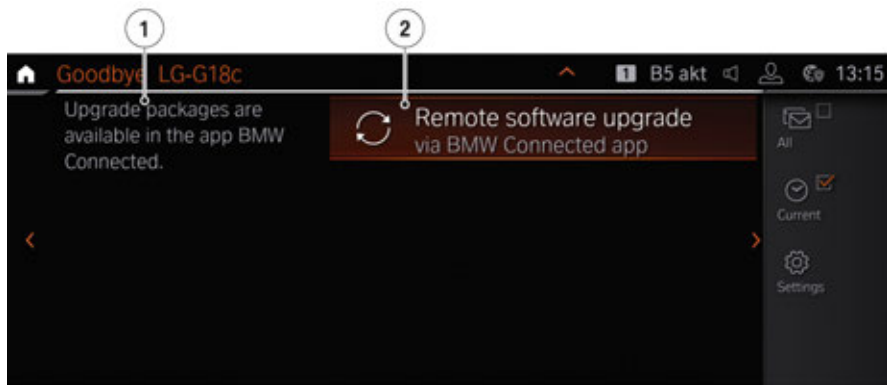 1
2
Goodbye, LG-G18c
1 B5 akt 13:15
Upgrade packages are
available in the app BMW
Connected.
Remote software upgrade
via BMW Connected app
All
Current
Settings